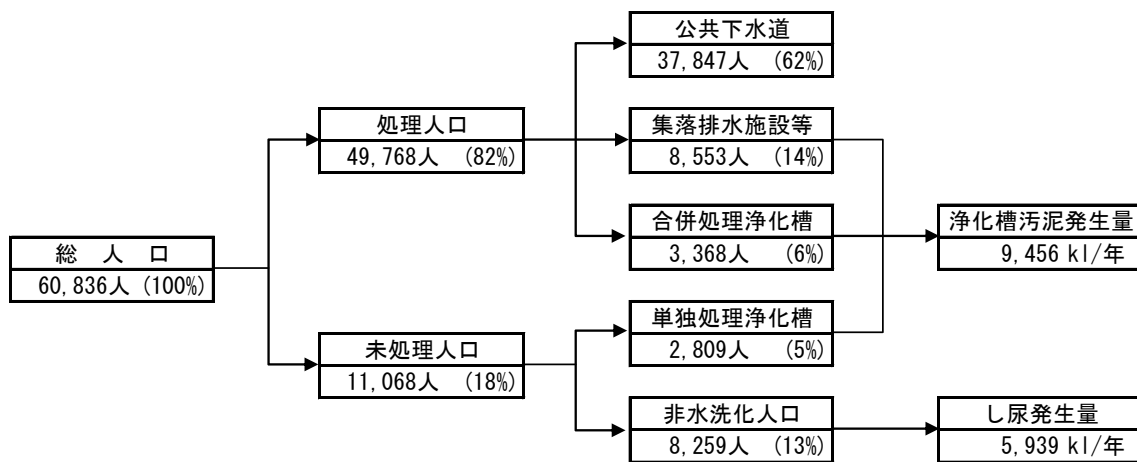 公共下水道
37,847人 (62%)
処理人口
49,768人 (82%)
集落排水施設等
8,553人 (14%)
合併処理浄化槽
3,368人 (6%)
浄化槽汚泥発生量
9,456 kl/年
総 人 口
60,836人 (100%)
単独処理浄化槽
2,809人 (5%)
未処理人口
11,068人 (18%)
非水洗化人口
8,259人 (13%)
し尿発生量
5,939 kl/年